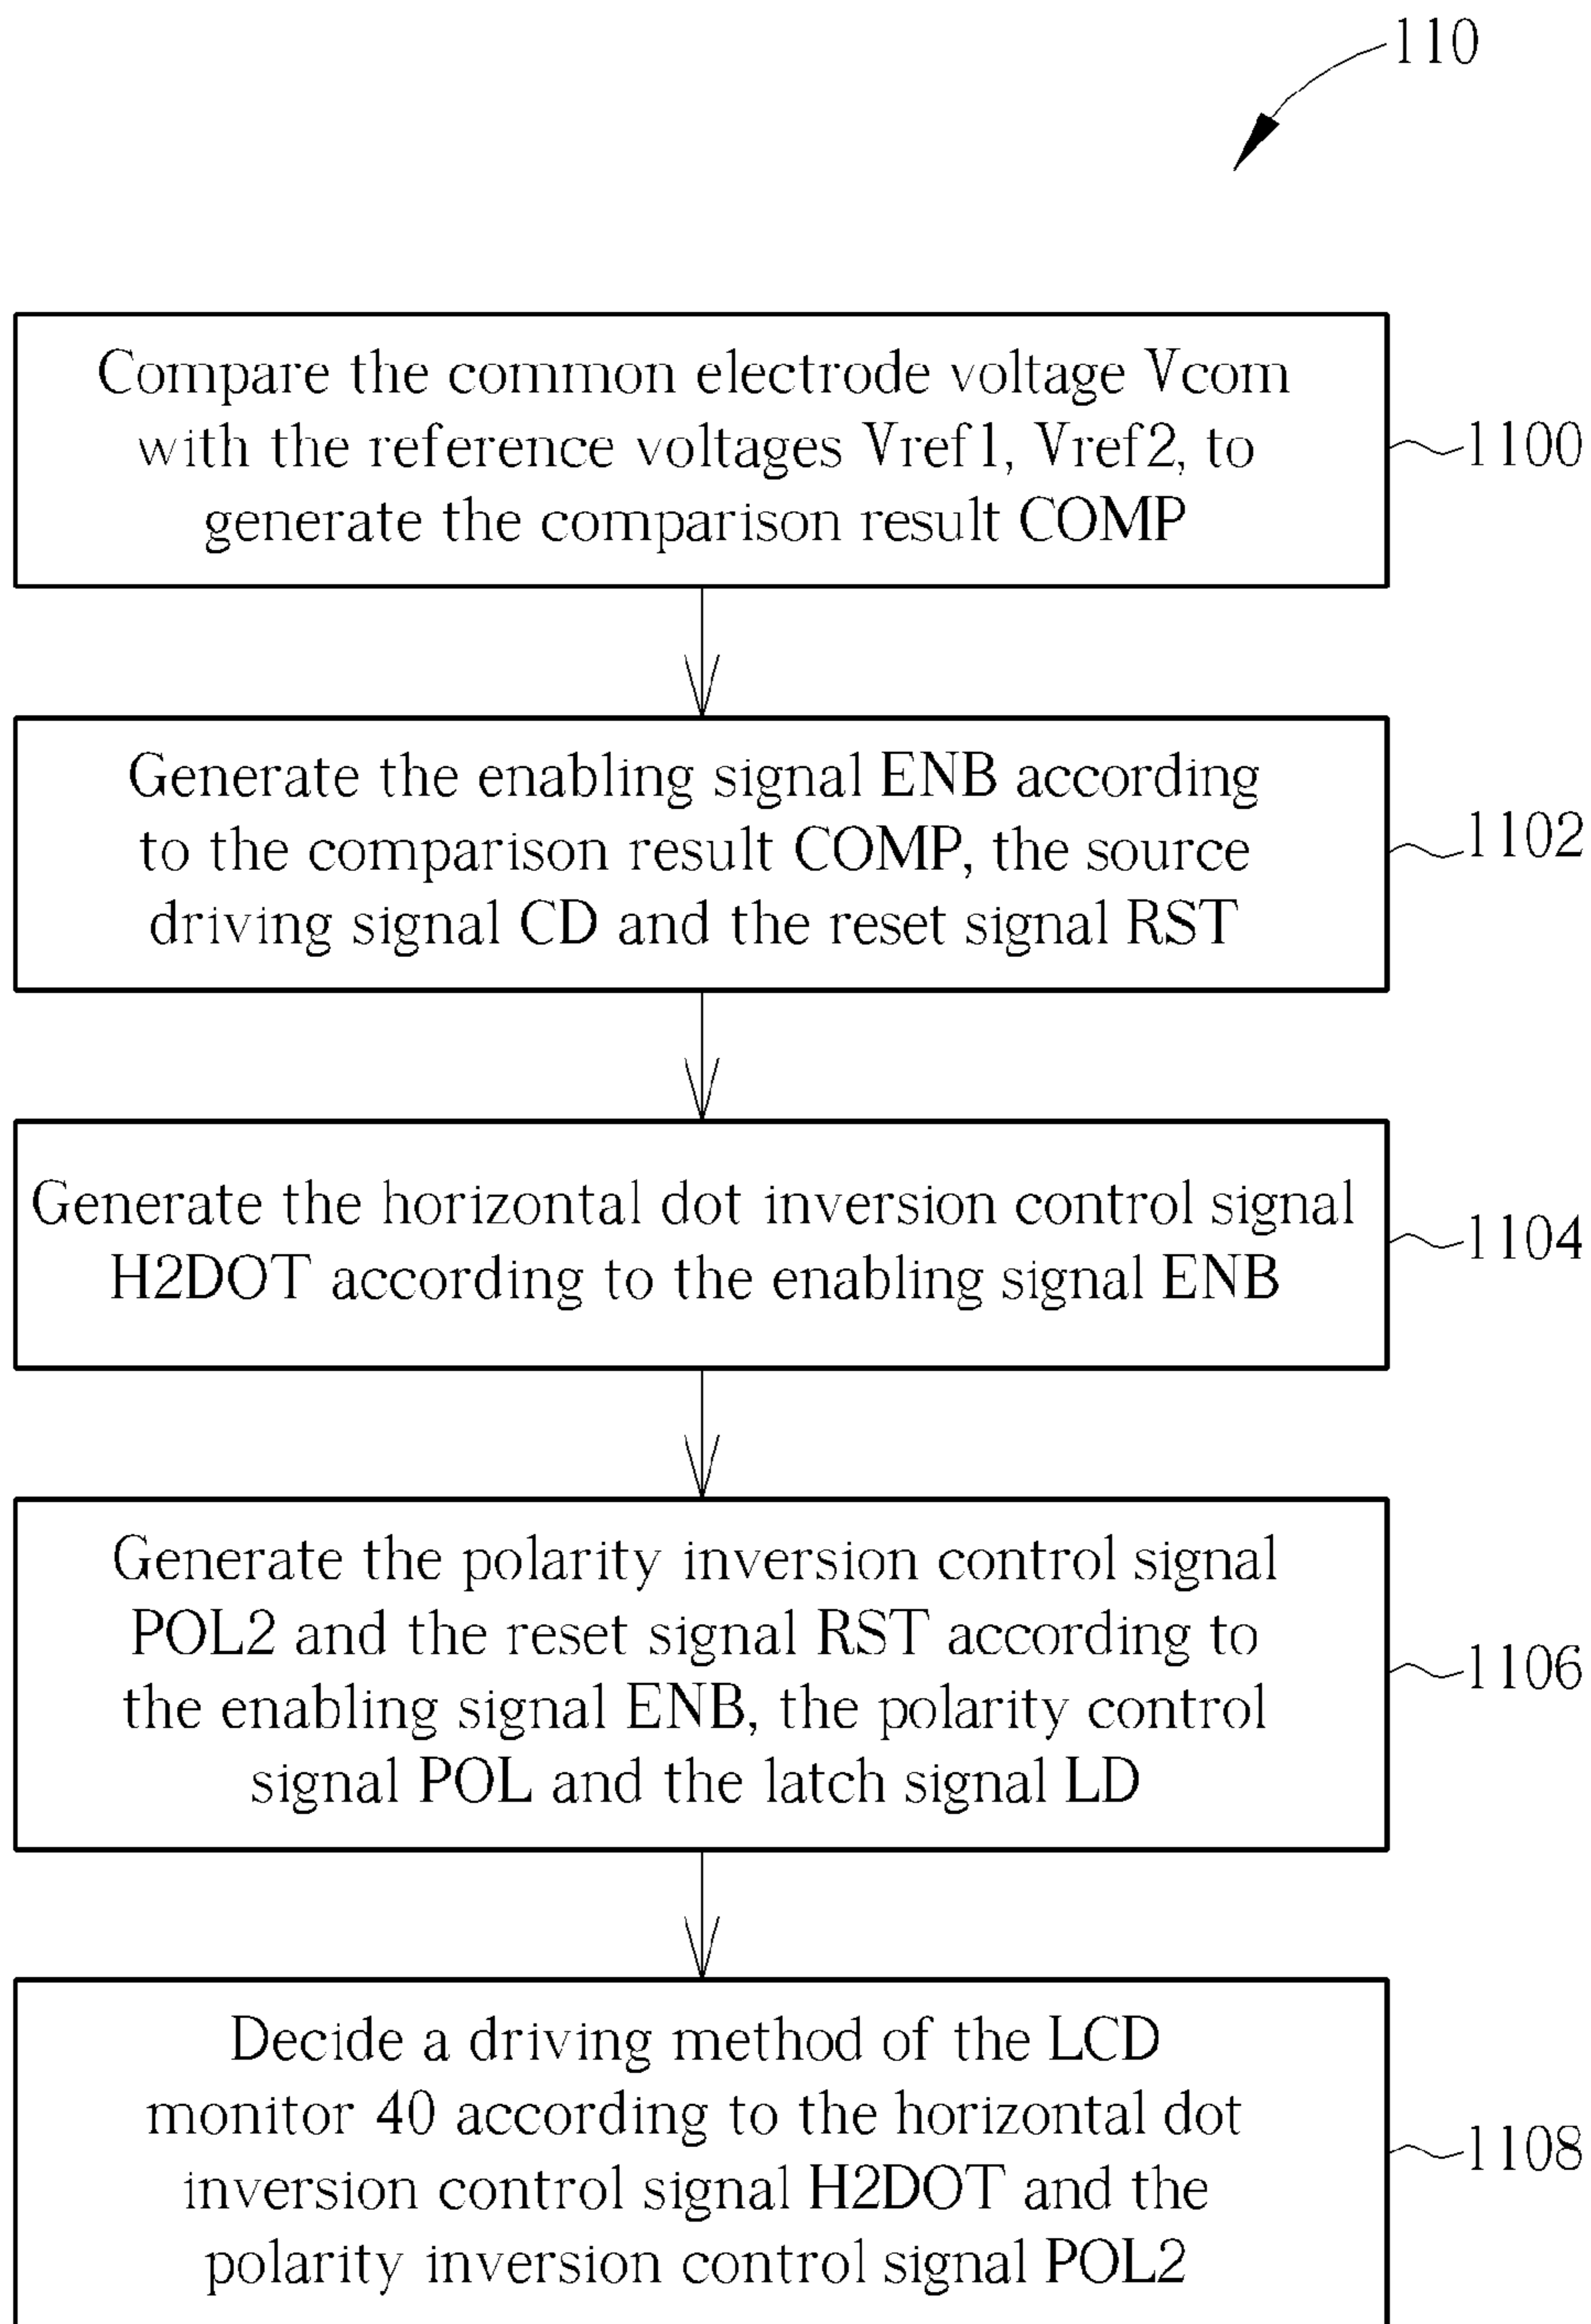 110
Compare the common electrode voltage Vcom
with the reference voltages Vref1, Vref2, to
generate the comparison result COMP
1100
Generate the enabling signal ENB according
to the comparison result COMP, the source
driving signal CD and the reset signal RST
1102
Generate the horizontal dot inversion control signal
H2DOT according to the enabling signal ENB
1104
Generate the polarity inversion control signal
POL2 and the reset signal RST according to
the enabling signal ENB, the polarity control
signal POL and the latch signal LD
1106
Decide a driving method of the LCD
monitor 40 according to the horizontal dot
inversion control signal H2DOT and the
polarity inversion control signal POL2
1108